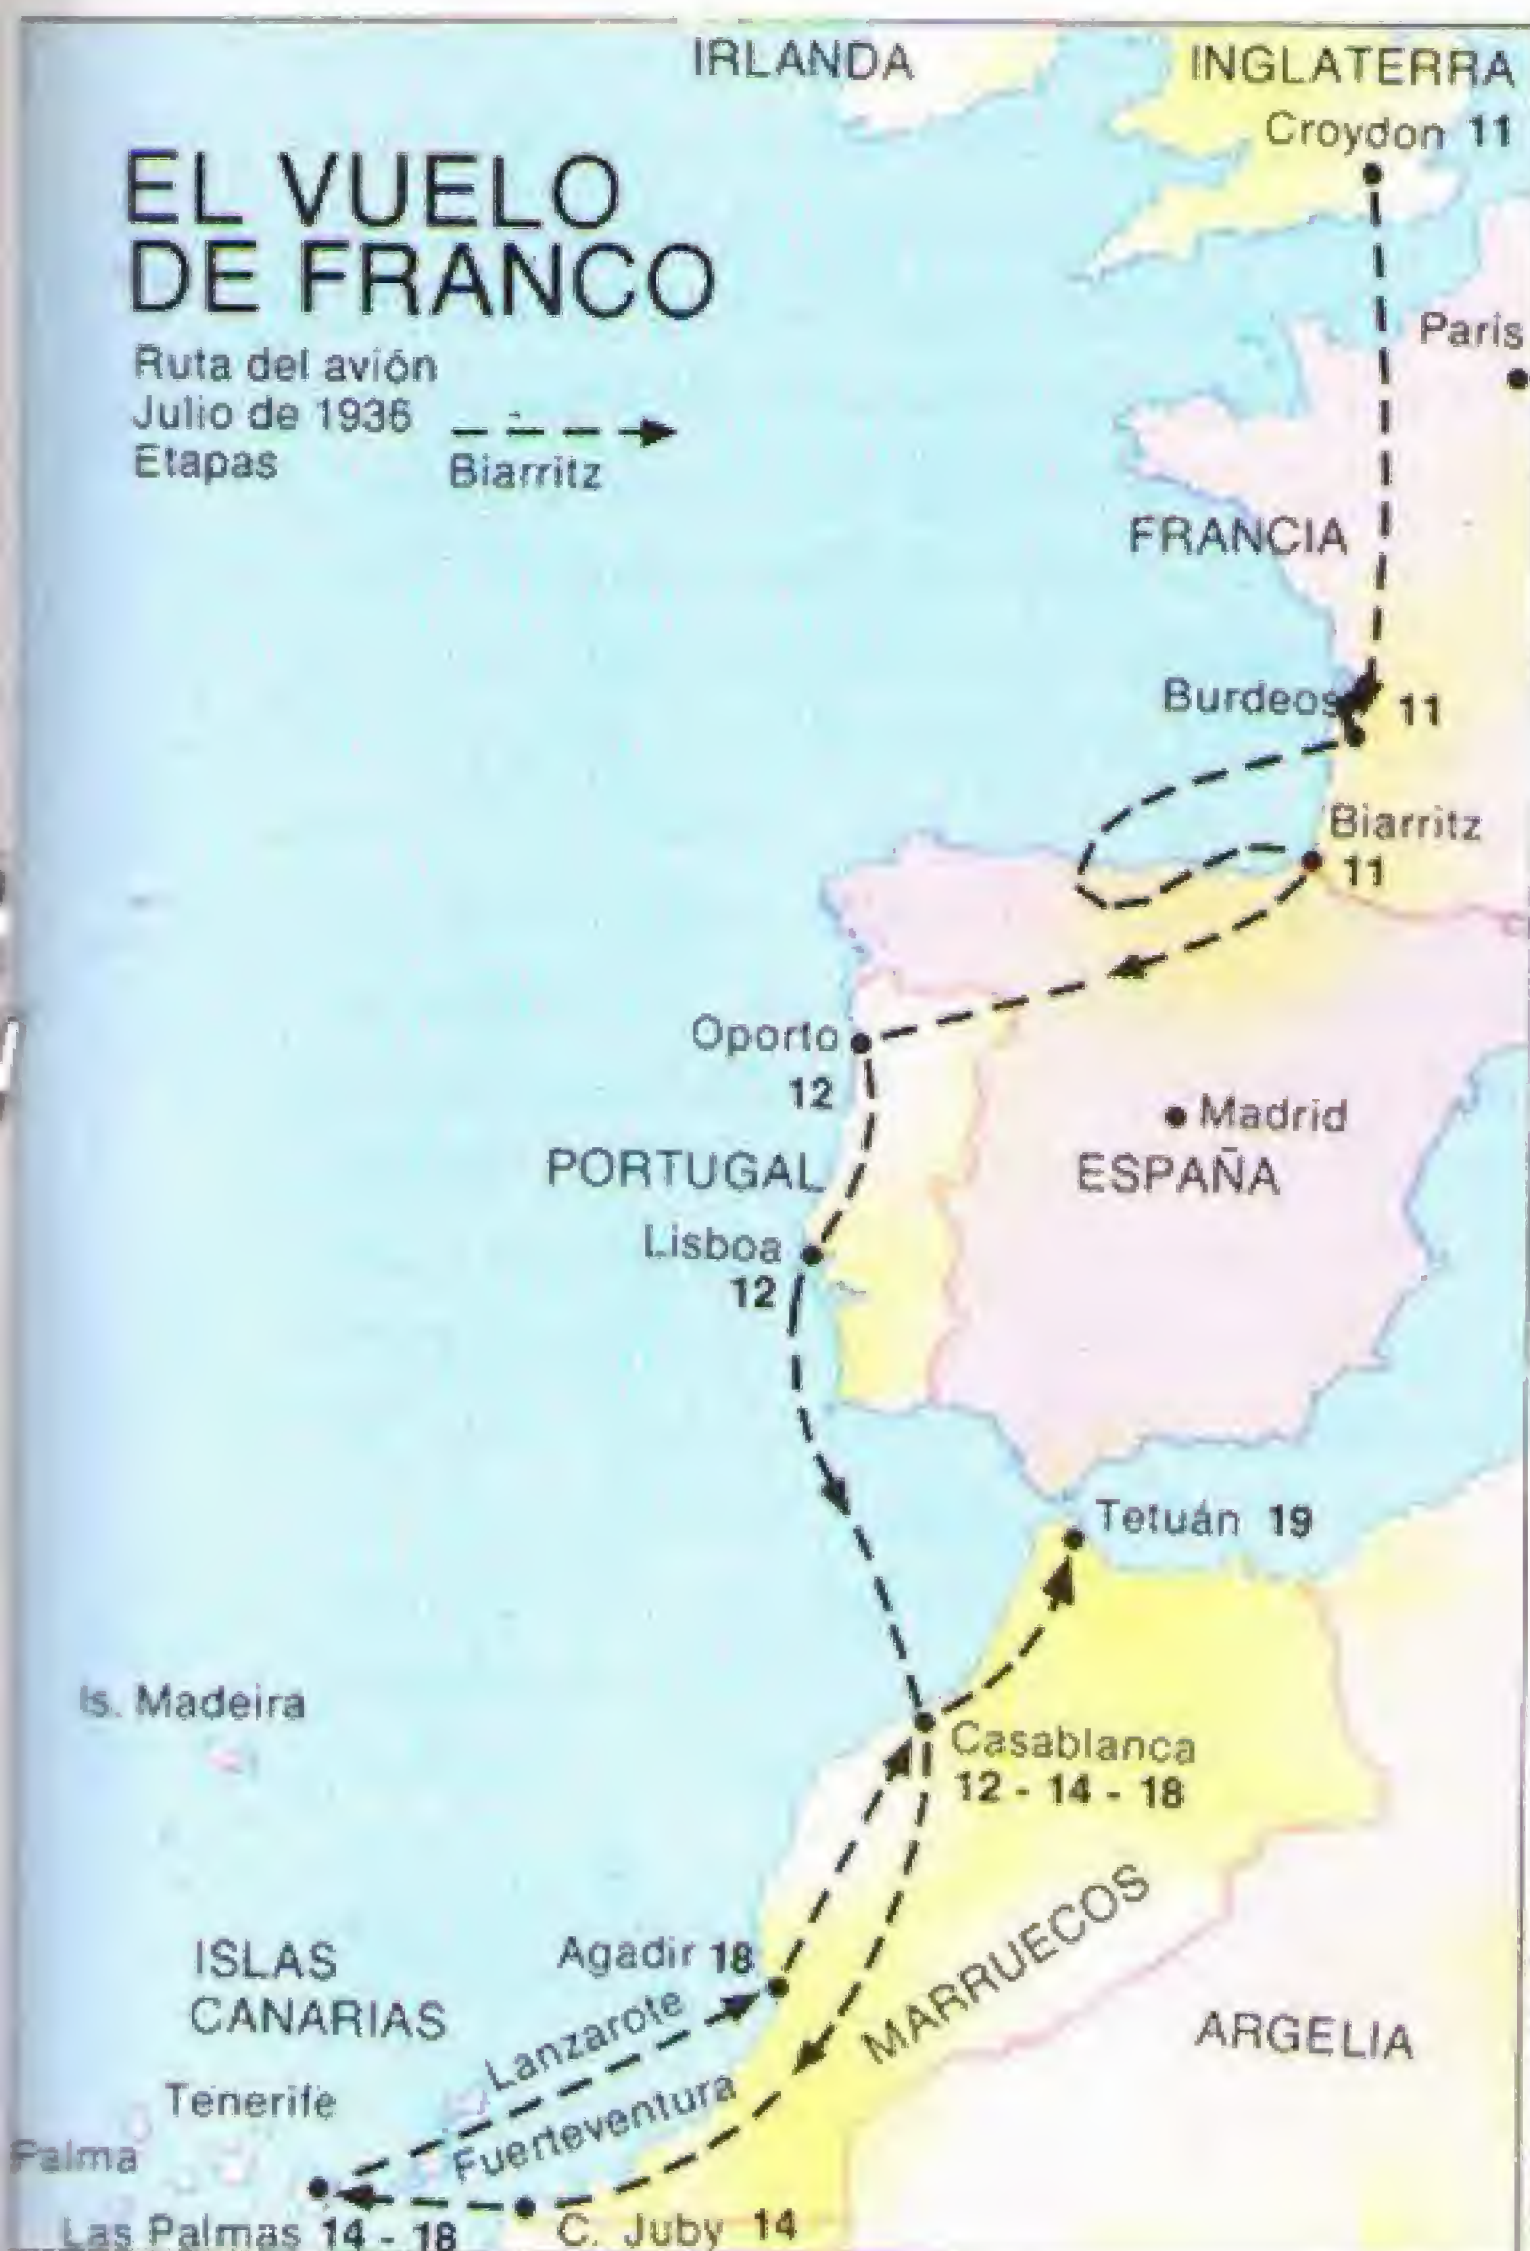 IRLANDA
INGLATERRA
Croydon 11
EL VUELO
DE FRANCO
Ruta del avión
Julio de 1936
Etapas Biarritz
Paris
FRANCIA
Burdeos 11
Biarritz
11
Oporto
12
Madrid
PORTUGAL
ESPAÑA
Lisboa
12
Tetuán 19
Is. Madeira
Casablanca
12 - 14 - 18
MARRUECOS
Agadir 18
ISLAS
CANARIAS
ARGELIA
Lanzarote
Tenerife
Fuerteventura
Palma
Las Palmas 14 - 18
C. Juby 14